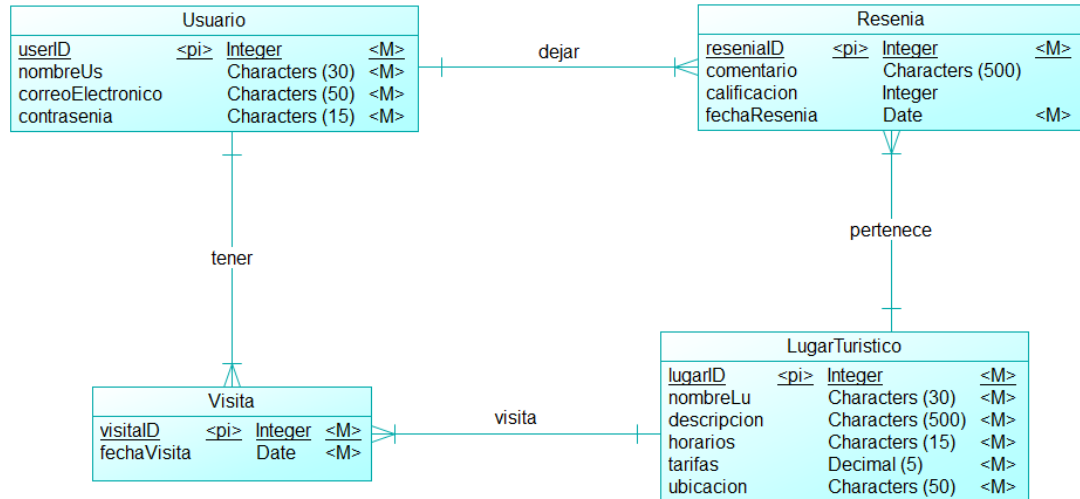 Usuario
userID <pi> Integer <M>
nombreUs Characters (30) <M>
correoElectronico Characters (50) <M>
contrasenia Characters (15) <M>
dejar
Resenia
reseniaID <pi> Integer <M>
comentario Characters (500)
calificacion Integer
fechaResenia Date <M>
tener
pertenece
Visita
visitaID <pi> Integer <M>
fechaVisita Date <M>
visita
LugarTuristico
lugarID <pi> Integer <M>
nombreLu Characters (30) <M>
descripcion Characters (500) <M>
horarios Characters (15) <M>
tarifas Decimal (5) <M>
ubicacion Characters (50) <M>